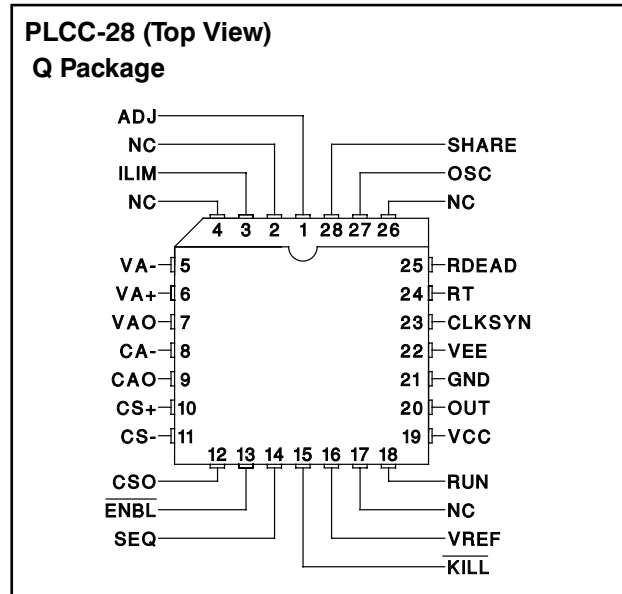 PLCC-28 (Top View)
Q Package
ADJ
NC
ILIM
NC
SHARE
OSC
NC
4 3 2 1 28 27 26
VA- 5
VA+ 6
VAO 7
CA- 8
CAO 9
CS+ 10
CS- 11
25 RDEAD
24 RT
23 CLKSYN
22 VEE
21 GND
20 OUT
19 VCC
12 13 14 15 16 17 18
CSO
ENBL
SEQ
RUN
NC
VREF
KILL